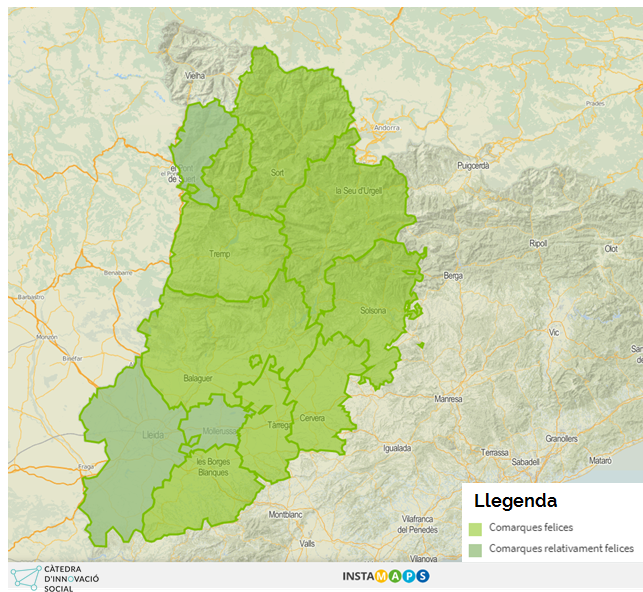 Vielha
Prades
Andorra
Puigcerdà
Sort
la Seu d'Urgell
Ripoll
Olot
Tremp
Benabarre
Berga
Barbastro
Solsona
Vic
Monzón
Binéfar
Balaguer
Manresa
Lleida
Mollerussa
Tàrrega
Cervera
Granollers
Igualada
Terrassa
Sabadell
Mataró
Fraga
les Borges
Blanques
Montblanc
Vilafranca
del Penedès
Valls
Vilanova
Llegenda
Comarques felices
Comarques relativament felices
CÀTEDRA
D'INNOVACIÓ
SOCIAL
INSTAMAPS